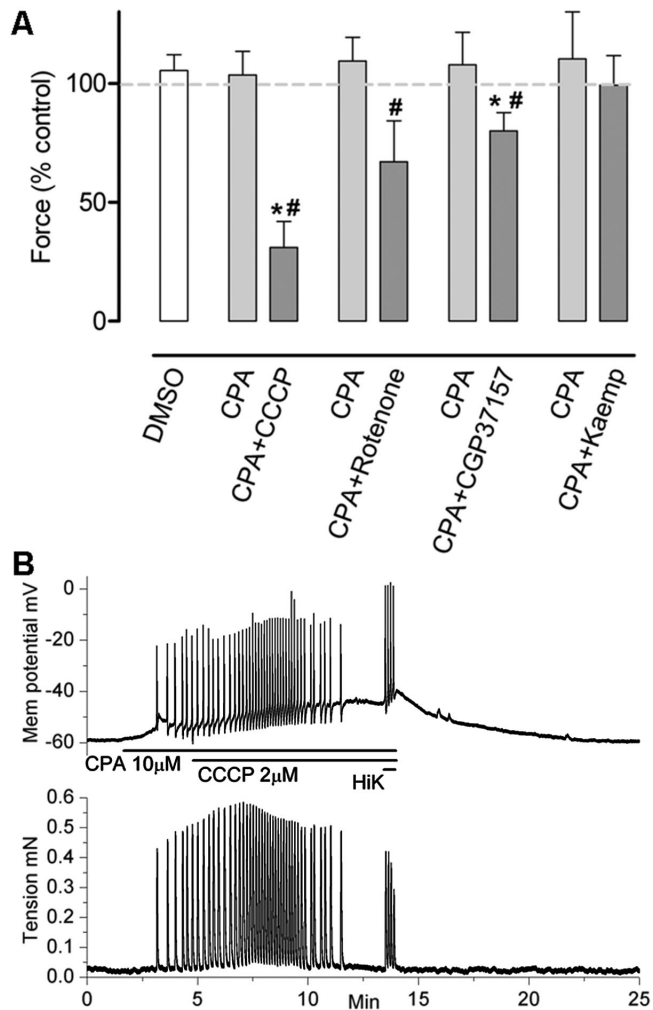 A
Force (% control)
100
50
0
* #
#
* #
DMSO
CPA
CPA+CCCP
CPA
CPA+Rotenone
CPA
CPA+CGP37157
CPA
CPA+Kaemp
B
Mem potential mV
0
-20
-40
-60
CPA 10μM
CCCP 2μM
HiK
Tension mN
0.6
0.5
0.4
0.3
0.2
0.1
0.0
0
5
10
Min
15
20
25